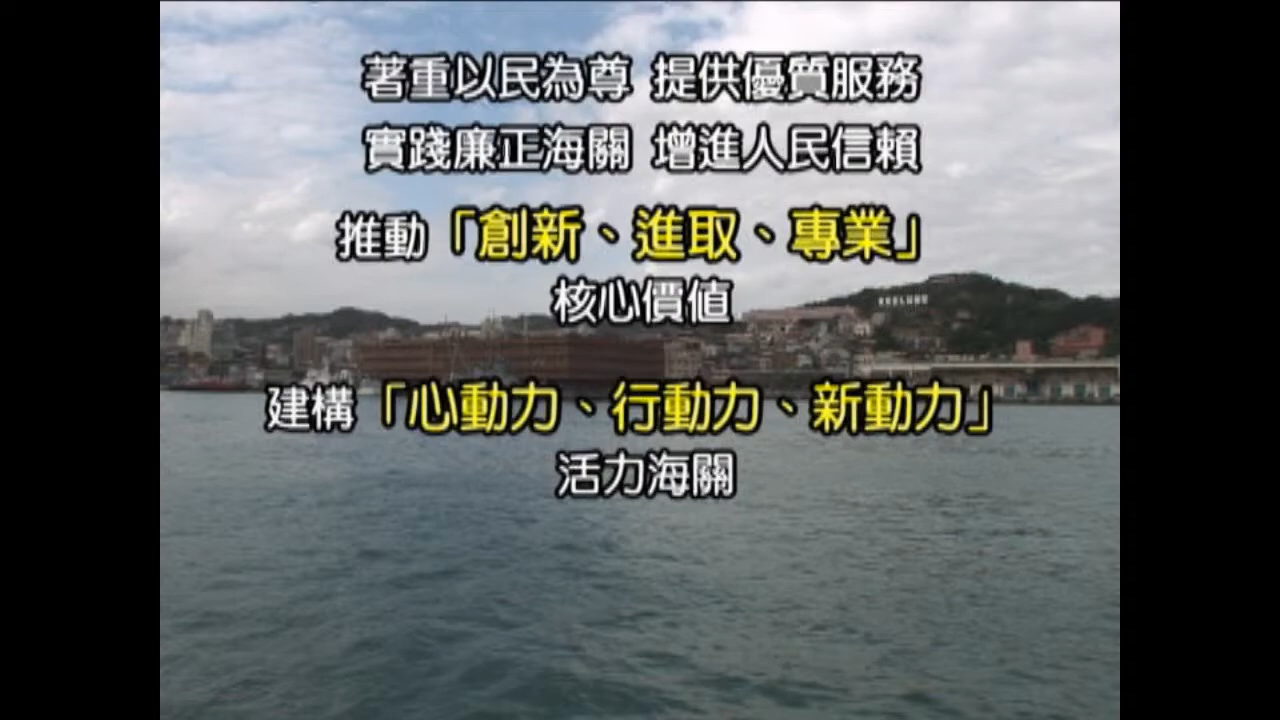 著重以民為尊 提供優質服務
實踐廉正海關 增進人民信賴
推動「創新、進取、專業」
核心價值
KEELUNG
建構「心動力、行動力、新動力」
活力海關